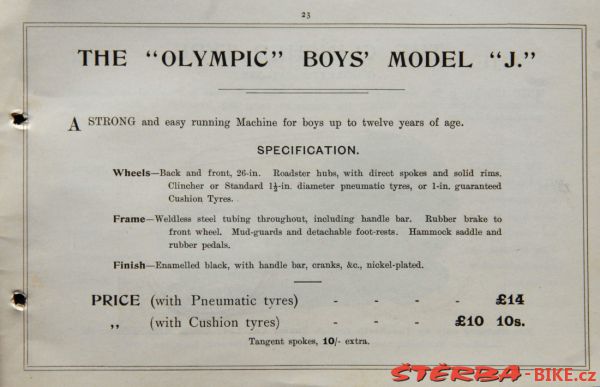 23
THE "OLYMPIC" BOYS' MODEL "J."
A STRONG and easy running Machine for boys up to twelve years of age.
SPECIFICATION.
Wheels—Back and front, 26-in. Roadster hubs, with direct spokes and solid rims.
Clincher or Standard 1½-in. diameter pneumatic tyres, or 1-in. guaranteed
Cushion Tyres.
Frame—Weldless steel tubing throughout, including handle bar. Rubber brake to
front wheel. Mud-guards and detachable foot-rests. Hammock saddle and
rubber pedals.
Finish—Enamelled black, with handle bar, cranks, &c., nickel-plated.
PRICE (with Pneumatic tyres) - - - - £14
,, (with Cushion tyres) - - - £10 10s.
Tangent spokes, 10/- extra.
ŠTĚRBA-BIKE.cz